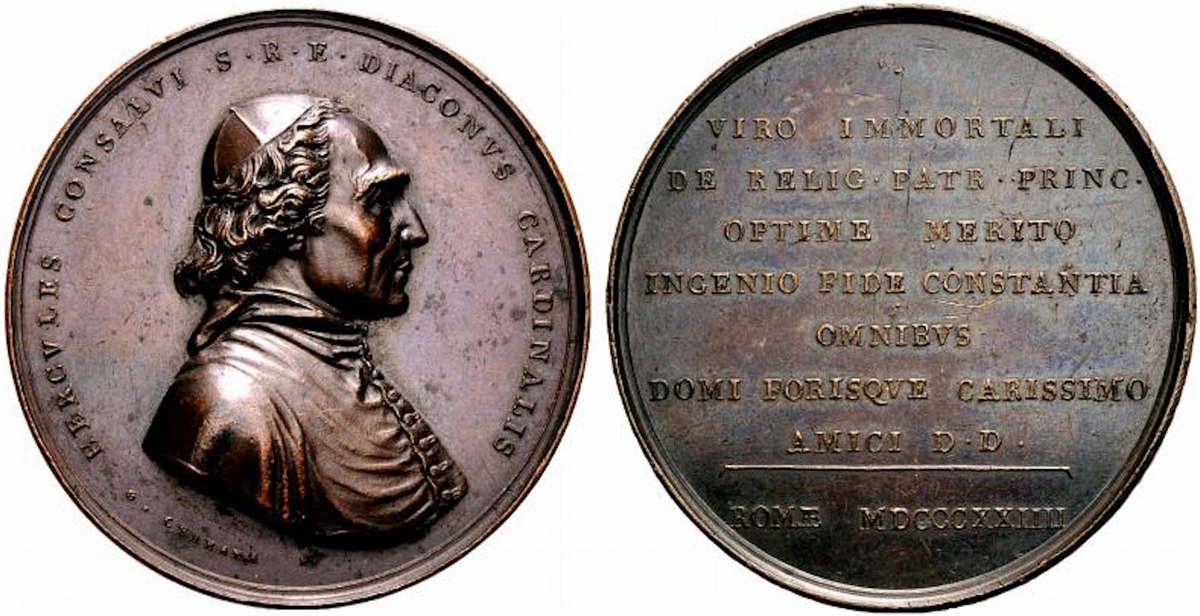 HERCVLES CONSALVI · S · R · E · DIACONVS CARDINALIS
VIRO IMMORTALI
DE RELIG · PATR · PRINC ·
OPTIME MERITO
INGENIO FIDE CONSTANTIA
OMNIBVS
DOMI FORISQVE CARISSIMO
AMICI D · D ·
ROMÆ MDCCCXXIIII